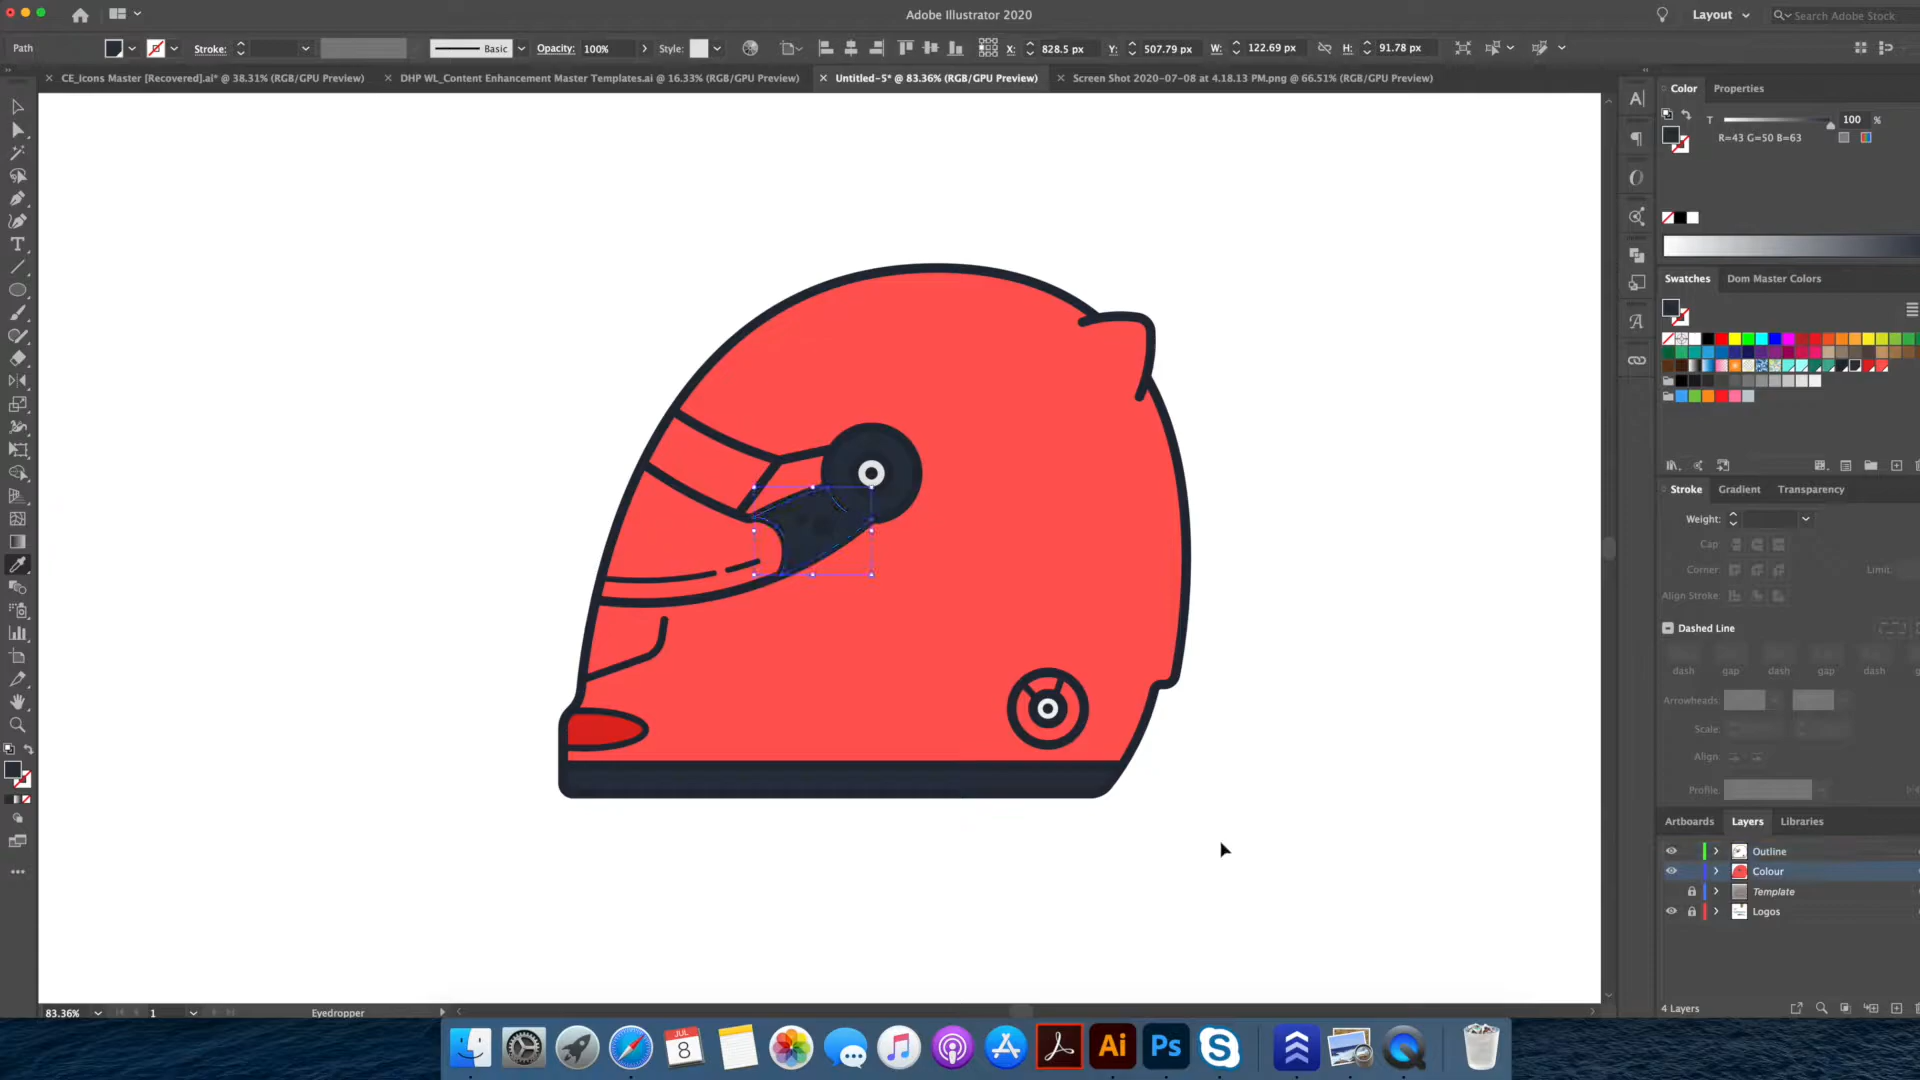 Adobe Illustrator 2020
Layout
Search Adobe Stock
Path
Stroke:
Basic
Opacity:
100%
Style:
X:
828.5 px
Y:
507.79 px
W:
122.69 px
H:
91.78 px
CE_Icons Master [Recovered].ai* @ 38.31% (RGB/GPU Preview)
DHP WL_Content Enhancement Master Templates.ai @ 16.33% (RGB/GPU Preview)
Untitled-5* @ 83.36% (RGB/GPU Preview)
Screen Shot 2020-07-08 at 4.18.13 PM.png @ 66.51% (RGB/GPU Preview)
Color
Properties
T
100
%
R=43 G=50 B=63
Swatches
Dom Master Colors
Stroke
Gradient
Transparency
Weight:
Cap:
Corner:
Limit:
Align Stroke:
Dashed Line
dash
gap
dash
gap
dash
Arrowheads:
Scale:
Align:
Profile:
Artboards
Layers
Libraries
Outline
Colour
Template
Logos
4 Layers
83.36%
1
Eyedropper
JUL
8
Ai
Ps